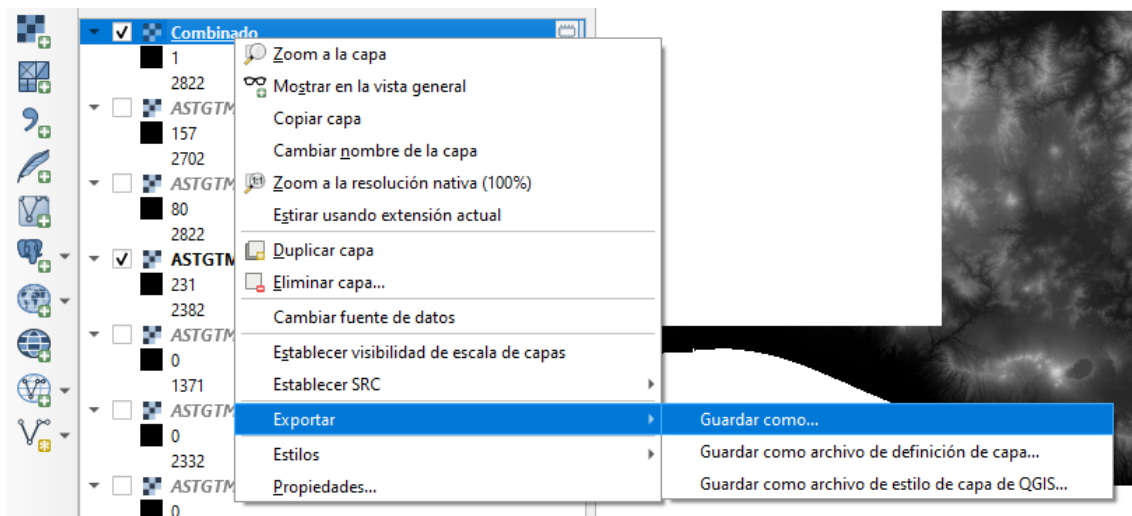 Combinado
1
2822
ASTGTM
157
2702
ASTGTM
80
2822
ASTGTM
231
2382
ASTGTM
0
1371
ASTGTM
0
2332
ASTGTM
0
Zoom a la capa
Mostrar en la vista general
Copiar capa
Cambiar nombre de la capa
Zoom a la resolución nativa (100%)
Estirar usando extensión actual
Duplicar capa
Eliminar capa...
Cambiar fuente de datos
Establecer visibilidad de escala de capas
Establecer SRC
Exportar
Estilos
Propiedades...
Guardar como...
Guardar como archivo de definición de capa...
Guardar como archivo de estilo de capa de QGIS...